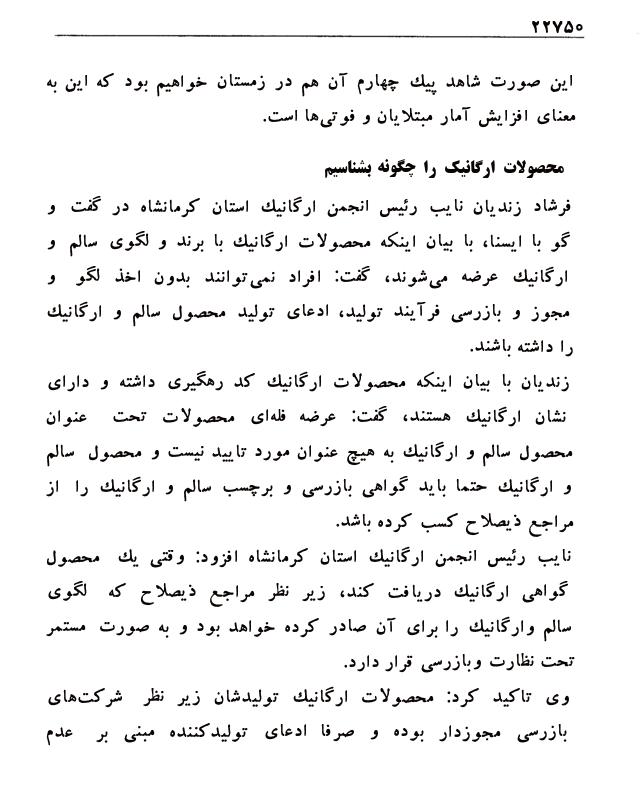 ۲۲۷۵۰
این صورت شاهد پیك چهارم آن هم در زمستان خواهیم بود که این به
معنای افزایش آمار مبتلایان و فوتی‌ها است.
محصولات ارگانیک را چگونه بشناسیم
فرشاد زندیان نایب رئیس انجمن ارگانیك استان کرمانشاه در گفت و
گو با ایسنا، با بیان اینکه محصولات ارگانیك با برند و لگوی سالم و
ارگانیك عرضه می‌شوند، گفت: افراد نمی‌توانند بدون اخذ لگو و
مجوز و بازرسی فرآیند تولید، ادعای تولید محصول سالم و ارگانیك
را داشته باشند.
زندیان با بیان اینکه محصولات ارگانیك کد رهگیری داشته و دارای
نشان ارگانیك هستند، گفت: عرضه فله‌ای محصولات تحت عنوان
محصول سالم و ارگانیك به هیچ عنوان مورد تایید نیست و محصول سالم
و ارگانیك حتما باید گواهی بازرسی و برچسب سالم و ارگانیك را از
مراجع ذیصلاح کسب کرده باشد.
نایب رئیس انجمن ارگانیك استان کرمانشاه افزود: وقتی یك محصول
گواهی ارگانیك دریافت کند، زیر نظر مراجع ذیصلاح که لگوی
سالم وارگانیك را برای آن صادر کرده خواهد بود و به صورت مستمر
تحت نظارت وبازرسی قرار دارد.
وی تاکید کرد: محصولات ارگانیك تولیدشان زیر نظر شرکت‌های
بازرسی مجوزدار بوده و صرفا ادعای تولیدکننده مبنی بر عدم